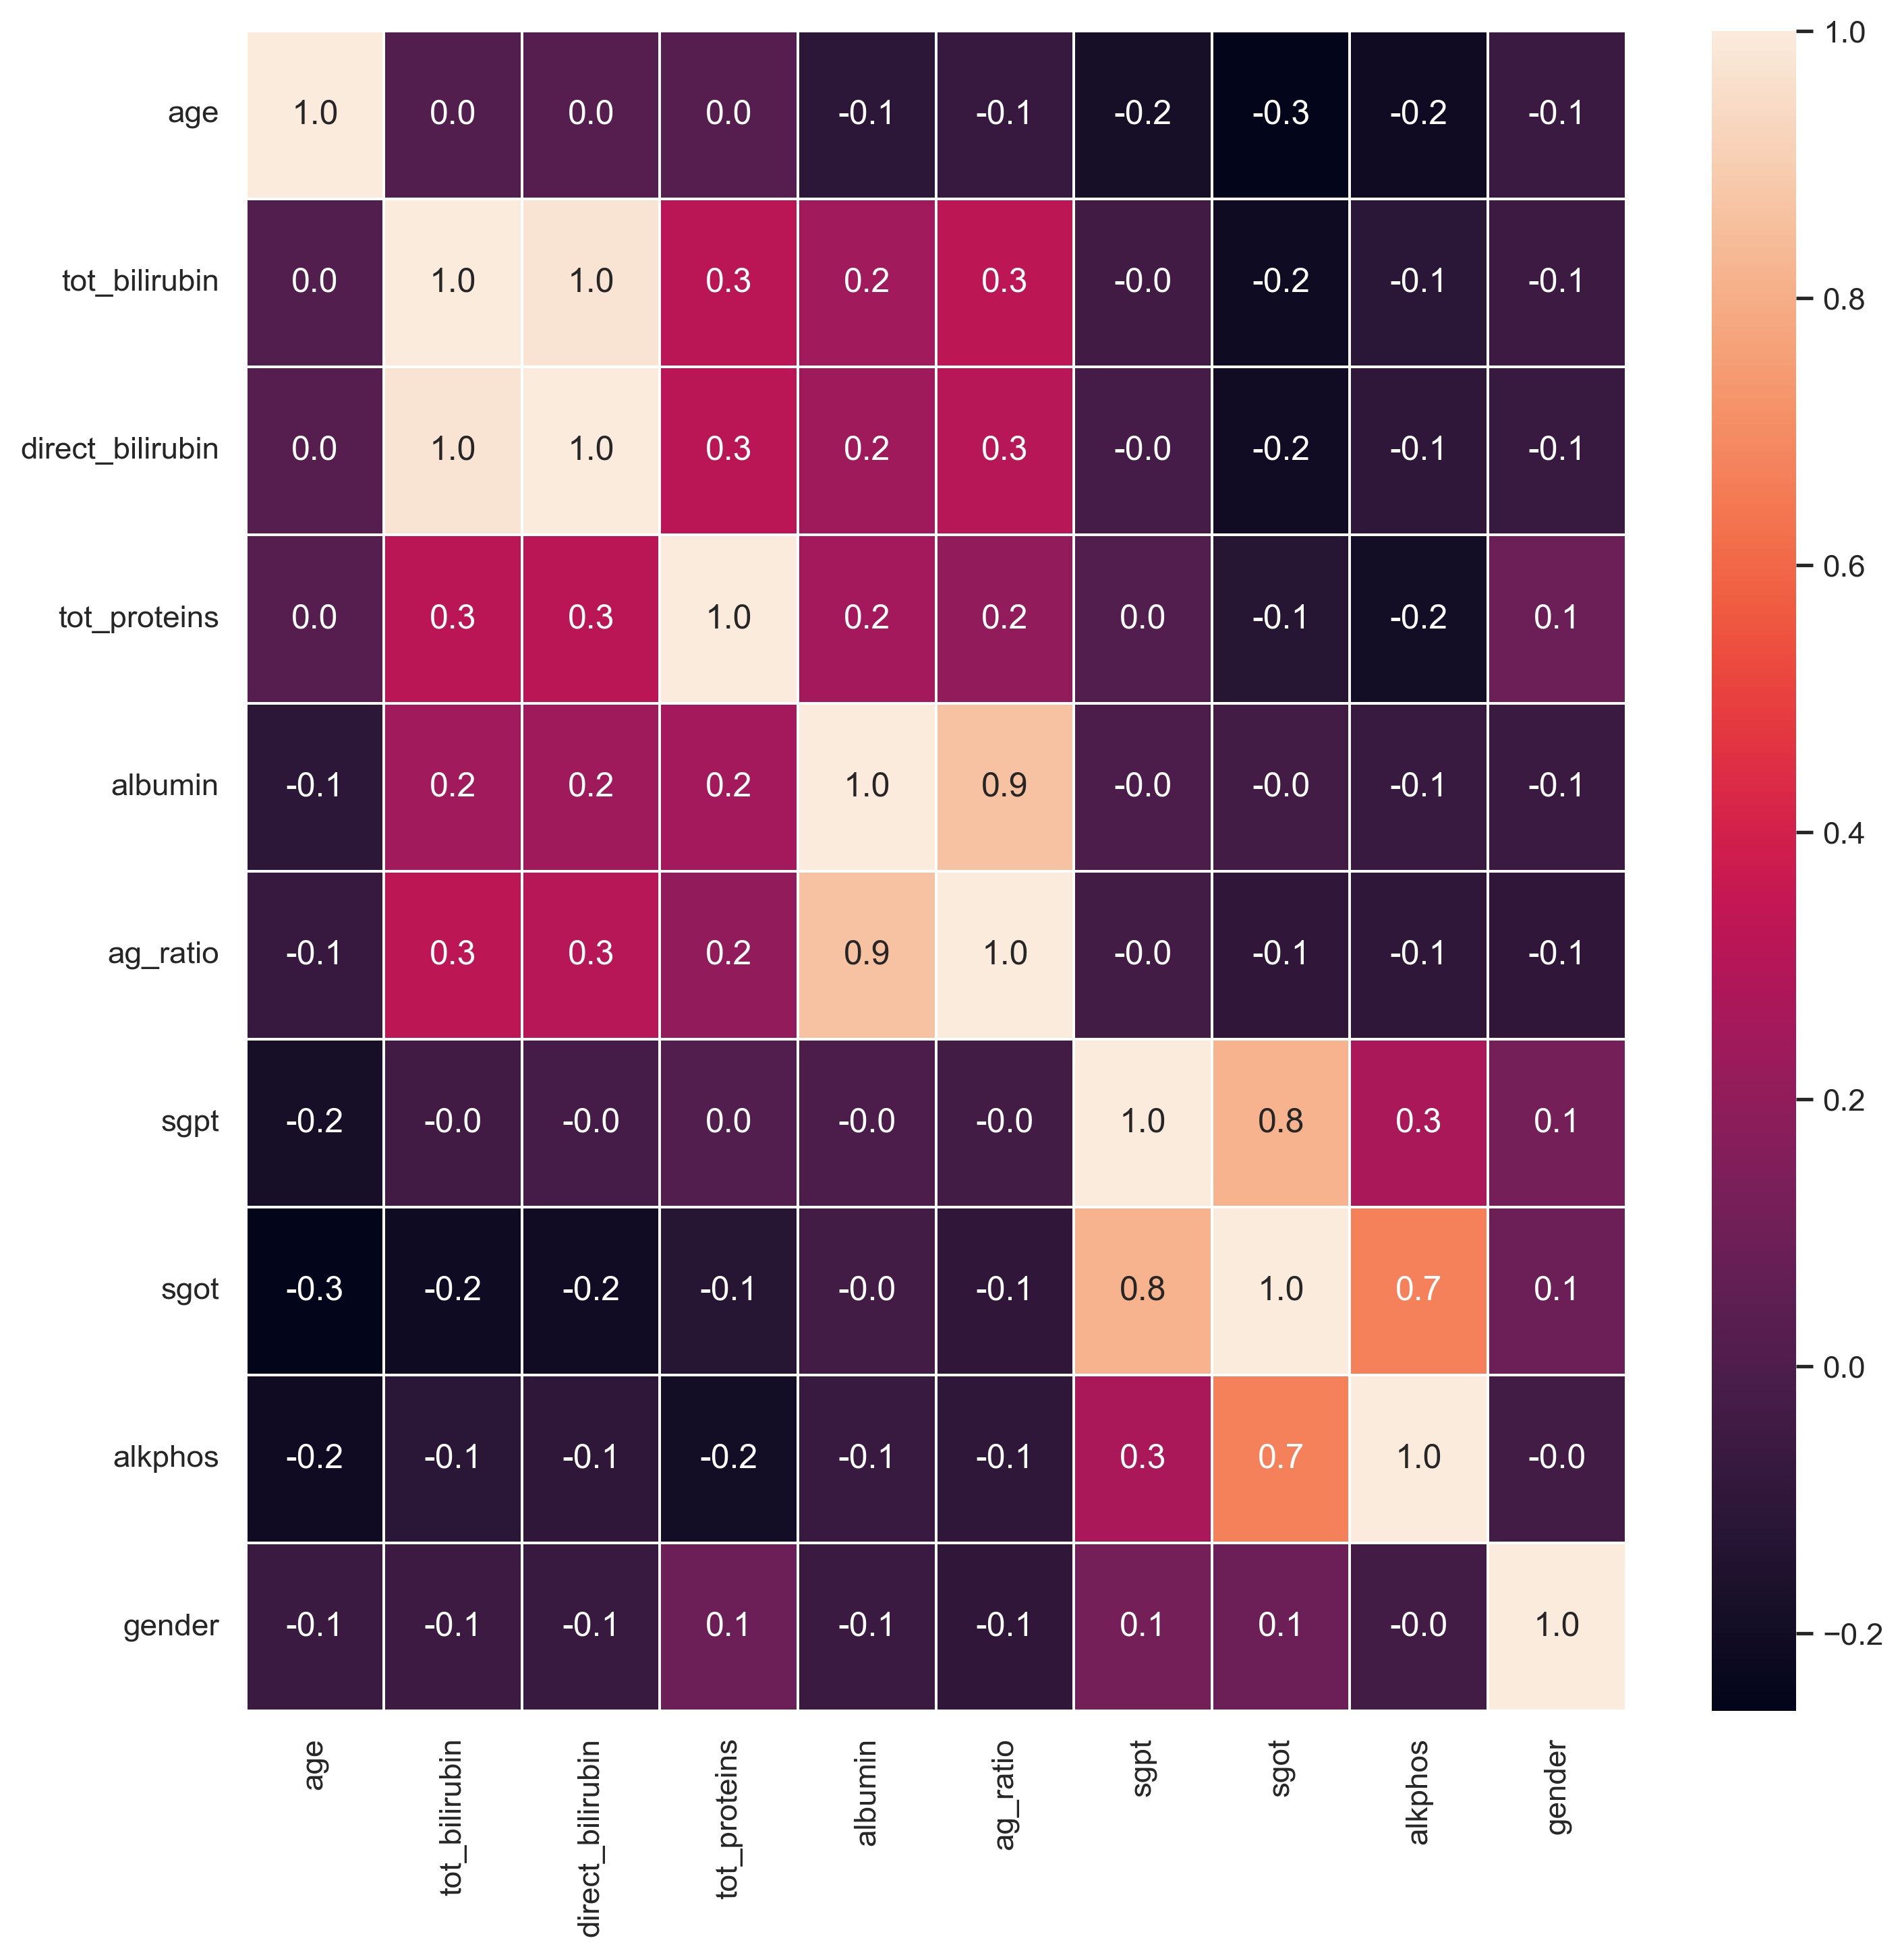 age 1.0 0.0 0.0 0.0 -0.1 -0.1 -0.2 -0.3 -0.2 -0.1
tot_bilirubin 0.0 1.0 1.0 0.3 0.2 0.3 -0.0 -0.2 -0.1 -0.1
direct_bilirubin 0.0 1.0 1.0 0.3 0.2 0.3 -0.0 -0.2 -0.1 -0.1
tot_proteins 0.0 0.3 0.3 1.0 0.2 0.2 0.0 -0.1 -0.2 0.1
albumin -0.1 0.2 0.2 0.2 1.0 0.9 -0.0 -0.0 -0.1 -0.1
ag_ratio -0.1 0.3 0.3 0.2 0.9 1.0 -0.0 -0.1 -0.1 -0.1
sgpt -0.2 -0.0 -0.0 0.0 -0.0 -0.0 1.0 0.8 0.3 0.1
sgot -0.3 -0.2 -0.2 -0.1 -0.0 -0.1 0.8 1.0 0.7 0.1
alkphos -0.2 -0.1 -0.1 -0.2 -0.1 -0.1 0.3 0.7 1.0 -0.0
gender -0.1 -0.1 -0.1 0.1 -0.1 -0.1 0.1 0.1 -0.0 1.0
age
tot_bilirubin
direct_bilirubin
tot_proteins
albumin
ag_ratio
sgpt
sgot
alkphos
gender
1.0
0.8
0.6
0.4
0.2
0.0
−0.2